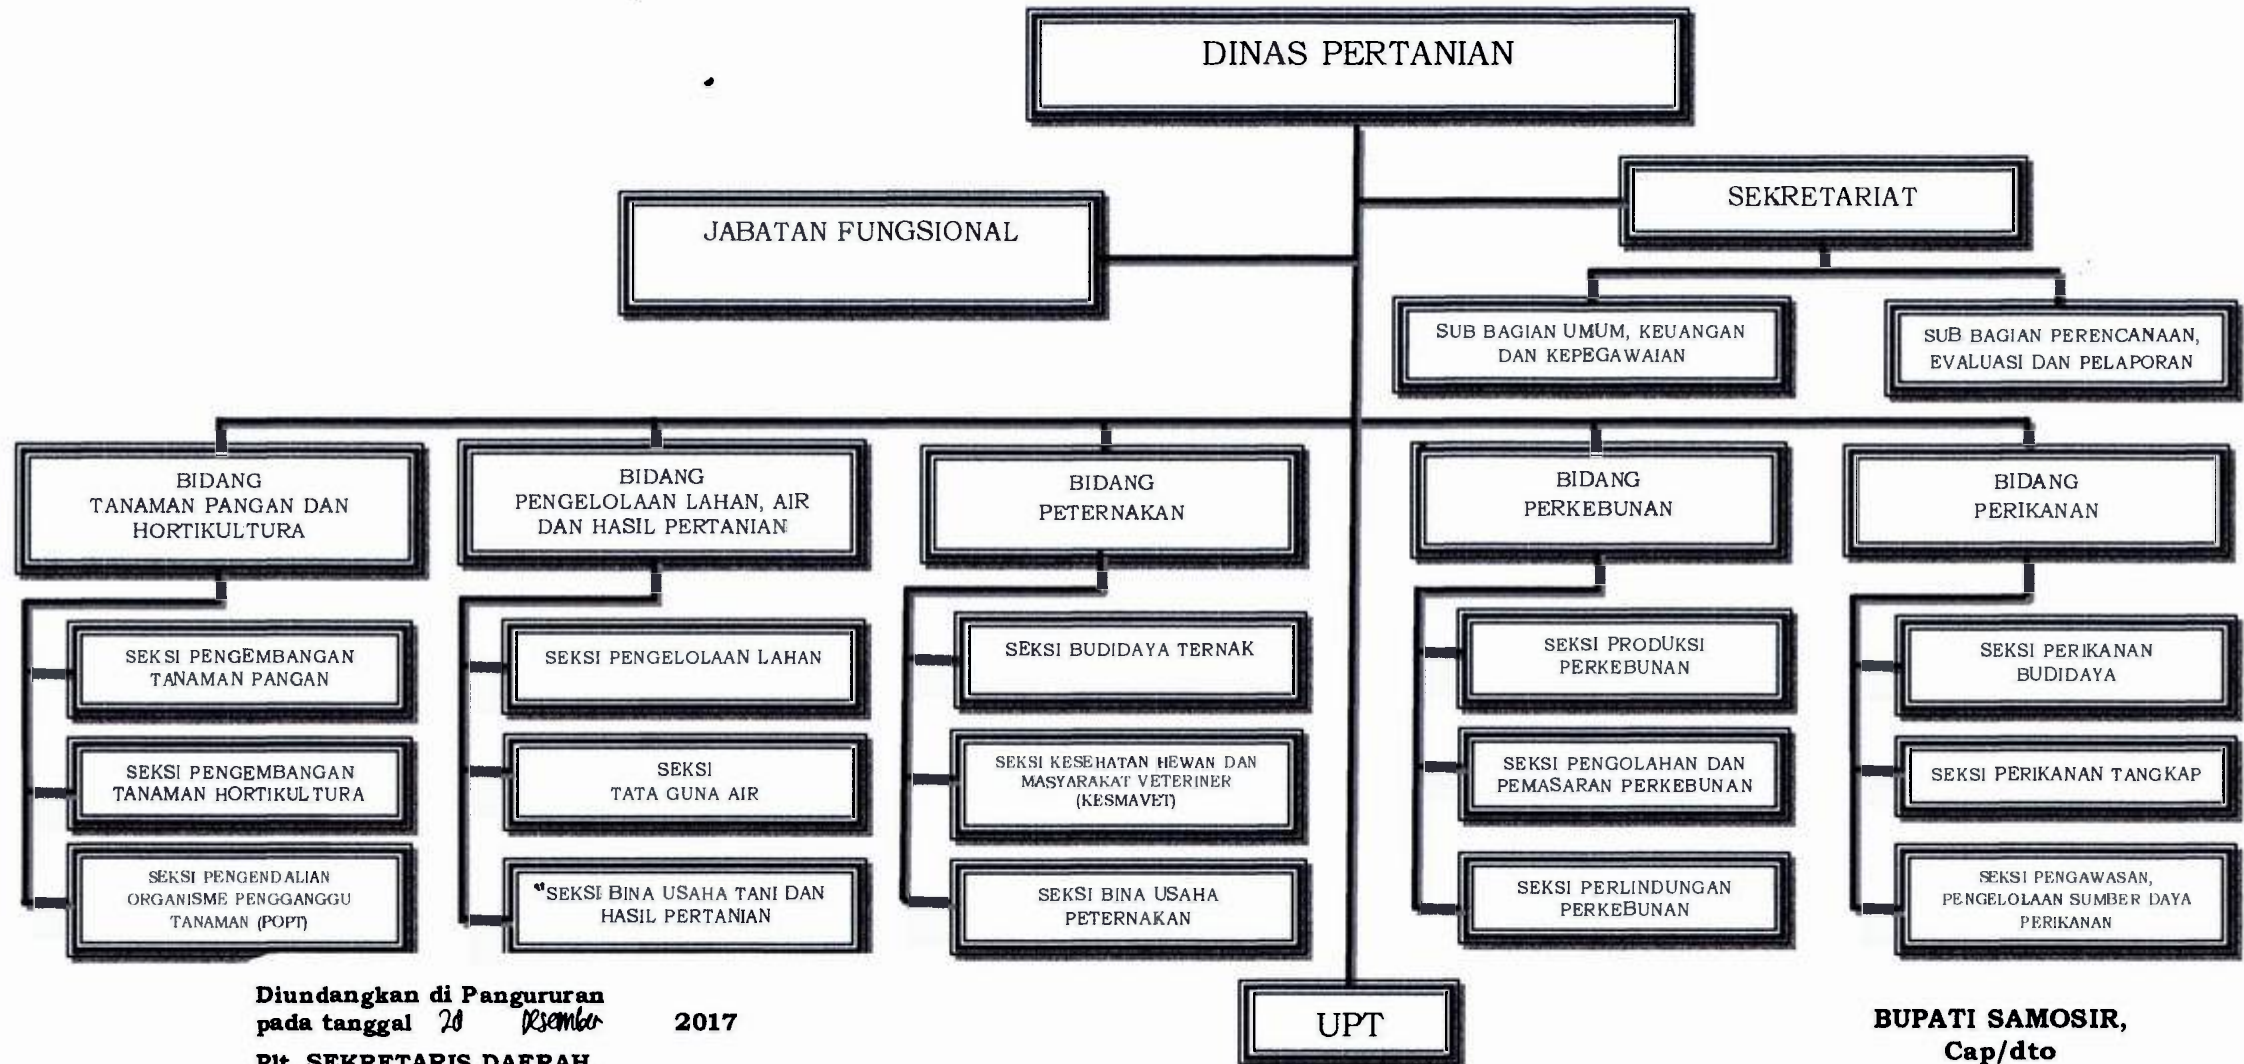 DINAS PERTANIAN
SEKRETARIAT
JABATAN FUNGSIONAL
SUB BAGIAN UMUM, KEUANGAN
DAN KEPEGAWAIAN
SUB BAGIAN PERENCANAAN,
EVALUASI DAN PELAPORAN
BIDANG
TANAMAN PANGAN DAN
HORTIKULTURA
SEKSI PENGEMBANGAN
TANAMAN PANGAN
SEKSI PENGEMBANGAN
TANAMAN HORTIKULTURA
SEKSI PENGENDALIAN
ORGANISME PENGGANGGU
TANAMAN (POPT)
BIDANG
PENGELOLAAN LAHAN, AIR
DAN HASIL PERTANIAN
SEKSI PENGELOLAAN LAHAN
SEKSI
TATA GUNA AIR
SEKSI BINA USAHA TANI DAN
HASIL PERTANIAN
BIDANG
PETERNAKAN
SEKSI BUDIDAYA TERNAK
SEKSI KESEHATAN HEWAN DAN
MASYARAKAT VETERINER
(KESMAVET)
SEKSI BINA USAHA
PETERNAKAN
BIDANG
PERKEBUNAN
SEKSI PRODUKSI
PERKEBUNAN
SEKSI PENGOLAHAN DAN
PEMASARAN PERKEBUNAN
SEKSI PERLINDUNGAN
PERKEBUNAN
BIDANG
PERIKANAN
SEKSI PERIKANAN
BUDIDAYA
SEKSI PERIKANAN TANGKAP
SEKSI PENGAWASAN,
PENGELOLAAN SUMBER DAYA
PERIKANAN
UPT
Diundangkan di Pangururan
pada tanggal Desember 2017
Plt. SEKRETARIS DAERAH
BUPATI SAMOSIR,
Cap/dto